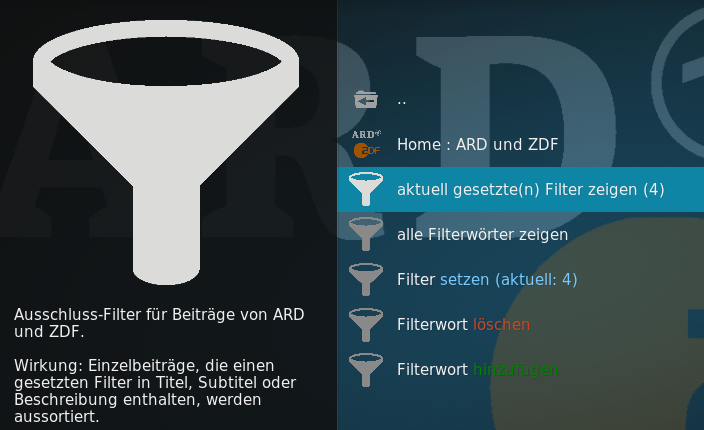 ..
ARD
ZDF
Home : ARD und ZDF
aktuell gesetzte(n) Filter zeigen (4)
alle Filterwörter zeigen
Filter setzen (aktuell: 4)
Filterwort löschen
Filterwort hinzufügen
Ausschluss-Filter für Beiträge von ARD
und ZDF.
Wirkung: Einzelbeiträge, die einen
gesetzten Filter in Titel, Subtitel oder
Beschreibung enthalten, werden
aussortiert.
ARD